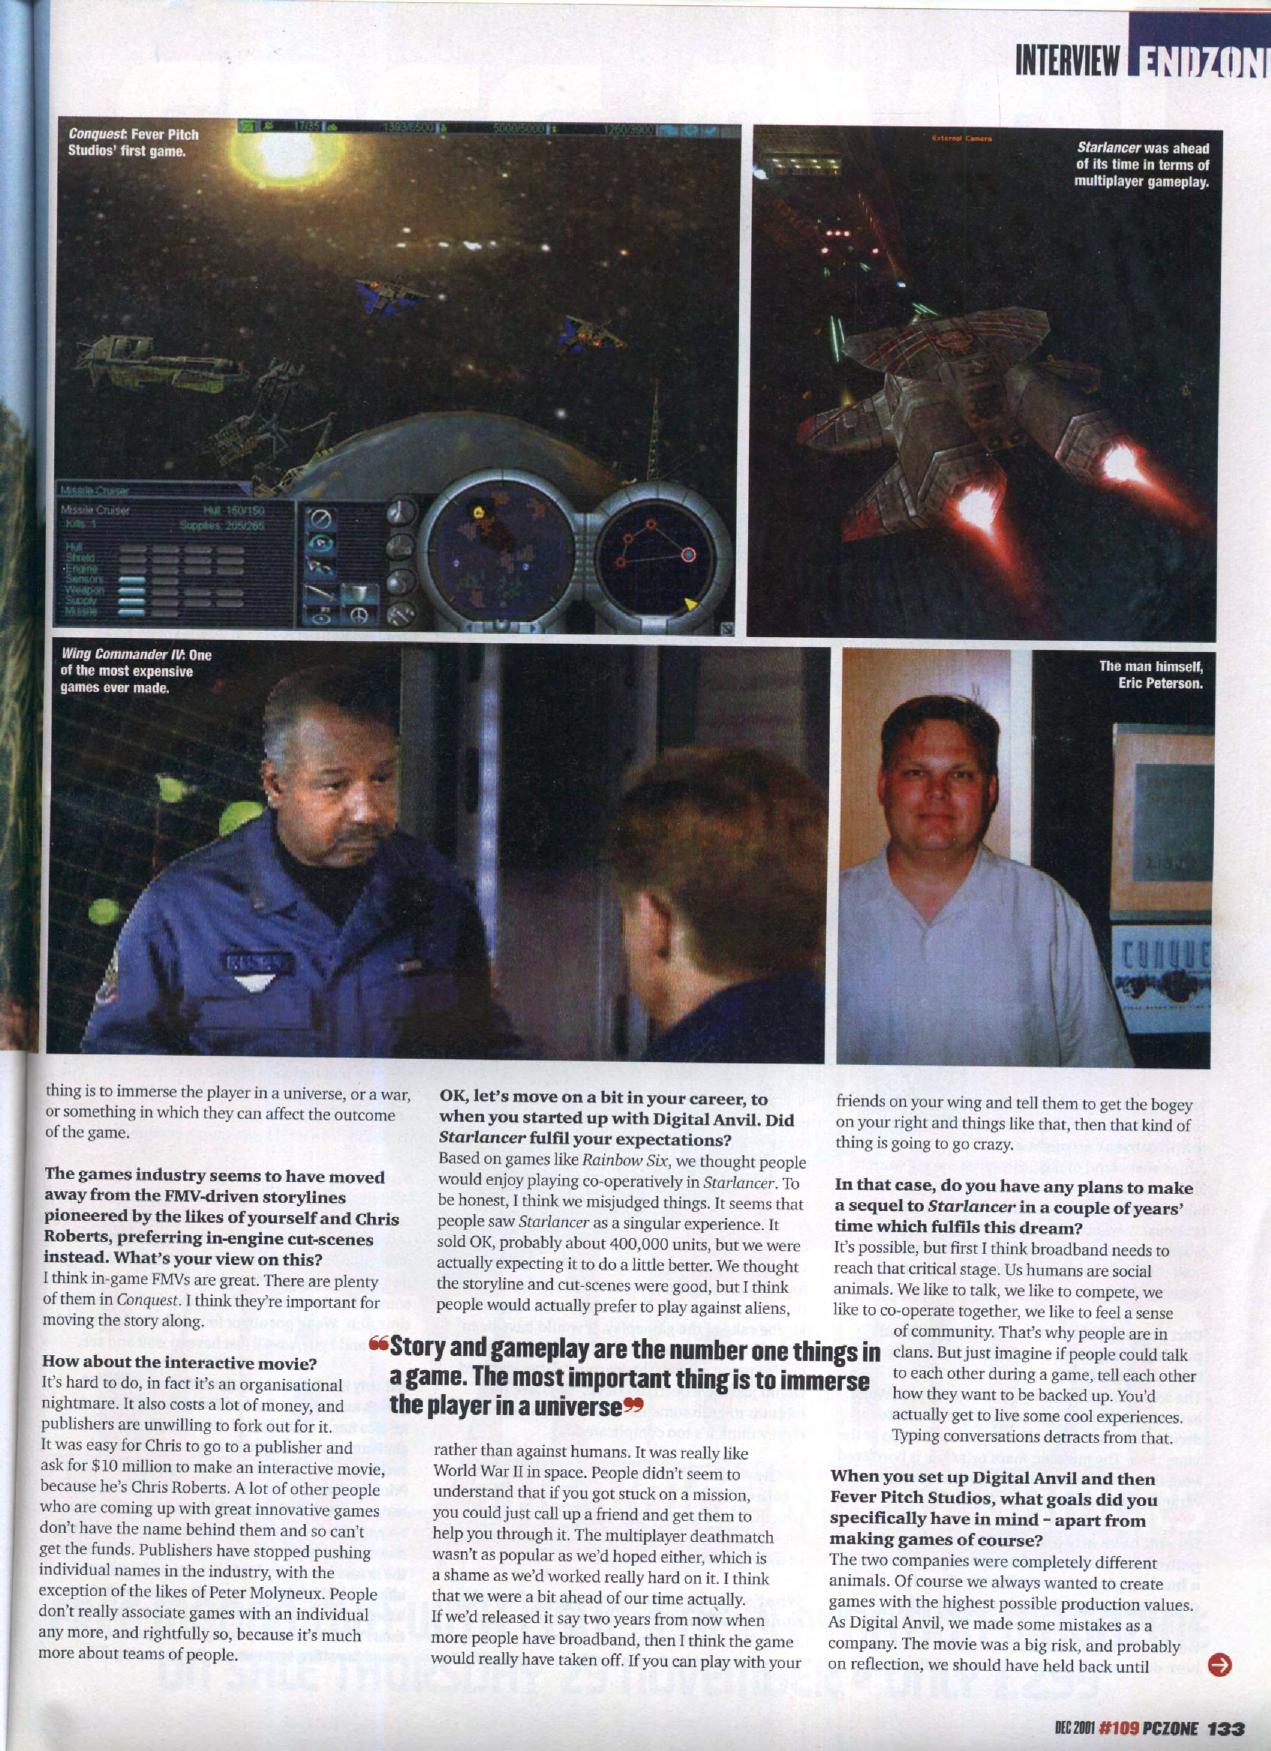 INTERVIEW ENDZON
Conquest: Fever Pitch
Studios' first game.
17/35 1393/6500 5000/5000 1260/3900
Missile Cruiser
Missile Cruiser Hull: 150/150
Kills: 1 Supplies: 205/265
Hull
Shield
Engine
Sensors
Weapon
Supply
Missile
External Camera
Starlancer was ahead
of its time in terms of
multiplayer gameplay.
Wing Commander IV: One
of the most expensive
games ever made.
The man himself,
Eric Peterson.
CONQUE
thing is to immerse the player in a universe, or a war,
or something in which they can affect the outcome
of the game.
The games industry seems to have moved
away from the FMV-driven storylines
pioneered by the likes of yourself and Chris
Roberts, preferring in-engine cut-scenes
instead. What's your view on this?
I think in-game FMVs are great. There are plenty
of them in Conquest. I think they're important for
moving the story along.
How about the interactive movie?
It's hard to do, in fact it's an organisational
nightmare. It also costs a lot of money, and
publishers are unwilling to fork out for it.
It was easy for Chris to go to a publisher and
ask for $10 million to make an interactive movie,
because he's Chris Roberts. A lot of other people
who are coming up with great innovative games
don't have the name behind them and so can't
get the funds. Publishers have stopped pushing
individual names in the industry, with the
exception of the likes of Peter Molyneux. People
don't really associate games with an individual
any more, and rightfully so, because it's much
more about teams of people.
OK, let's move on a bit in your career, to
when you started up with Digital Anvil. Did
Starlancer fulfil your expectations?
Based on games like Rainbow Six, we thought people
would enjoy playing co-operatively in Starlancer. To
be honest, I think we misjudged things. It seems that
people saw Starlancer as a singular experience. It
sold OK, probably about 400,000 units, but we were
actually expecting it to do a little better. We thought
the storyline and cut-scenes were good, but I think
people would actually prefer to play against aliens,
“Story and gameplay are the number one things in
a game. The most important thing is to immerse
the player in a universe”
rather than against humans. It was really like
World War II in space. People didn't seem to
understand that if you got stuck on a mission,
you could just call up a friend and get them to
help you through it. The multiplayer deathmatch
wasn't as popular as we'd hoped either, which is
a shame as we'd worked really hard on it. I think
that we were a bit ahead of our time actually.
If we'd released it say two years from now when
more people have broadband, then I think the game
would really have taken off. If you can play with your
friends on your wing and tell them to get the bogey
on your right and things like that, then that kind of
thing is going to go crazy.
In that case, do you have any plans to make
a sequel to Starlancer in a couple of years'
time which fulfils this dream?
It's possible, but first I think broadband needs to
reach that critical stage. Us humans are social
animals. We like to talk, we like to compete, we
like to co-operate together, we like to feel a sense
of community. That's why people are in
clans. But just imagine if people could talk
to each other during a game, tell each other
how they want to be backed up. You'd
actually get to live some cool experiences.
Typing conversations detracts from that.
When you set up Digital Anvil and then
Fever Pitch Studios, what goals did you
specifically have in mind – apart from
making games of course?
The two companies were completely different
animals. Of course we always wanted to create
games with the highest possible production values.
As Digital Anvil, we made some mistakes as a
company. The movie was a big risk, and probably
on reflection, we should have held back until
DEC 2001 #109 PCZONE 133